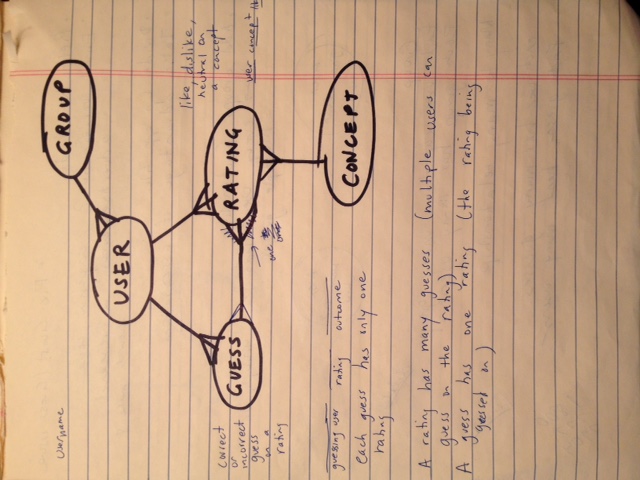 username
GROUP
USER
like, dislike,
neutral on
a concept
correct
or
incorrect
guess
on a
rating
GUESS
RATING
user concept
one
one
guessing user rating outcome
each guess has only one
rating
CONCEPT
A rating has many guesses (multiple users can
guess on the rating)
A guess has one rating (the rating being
guessed on)